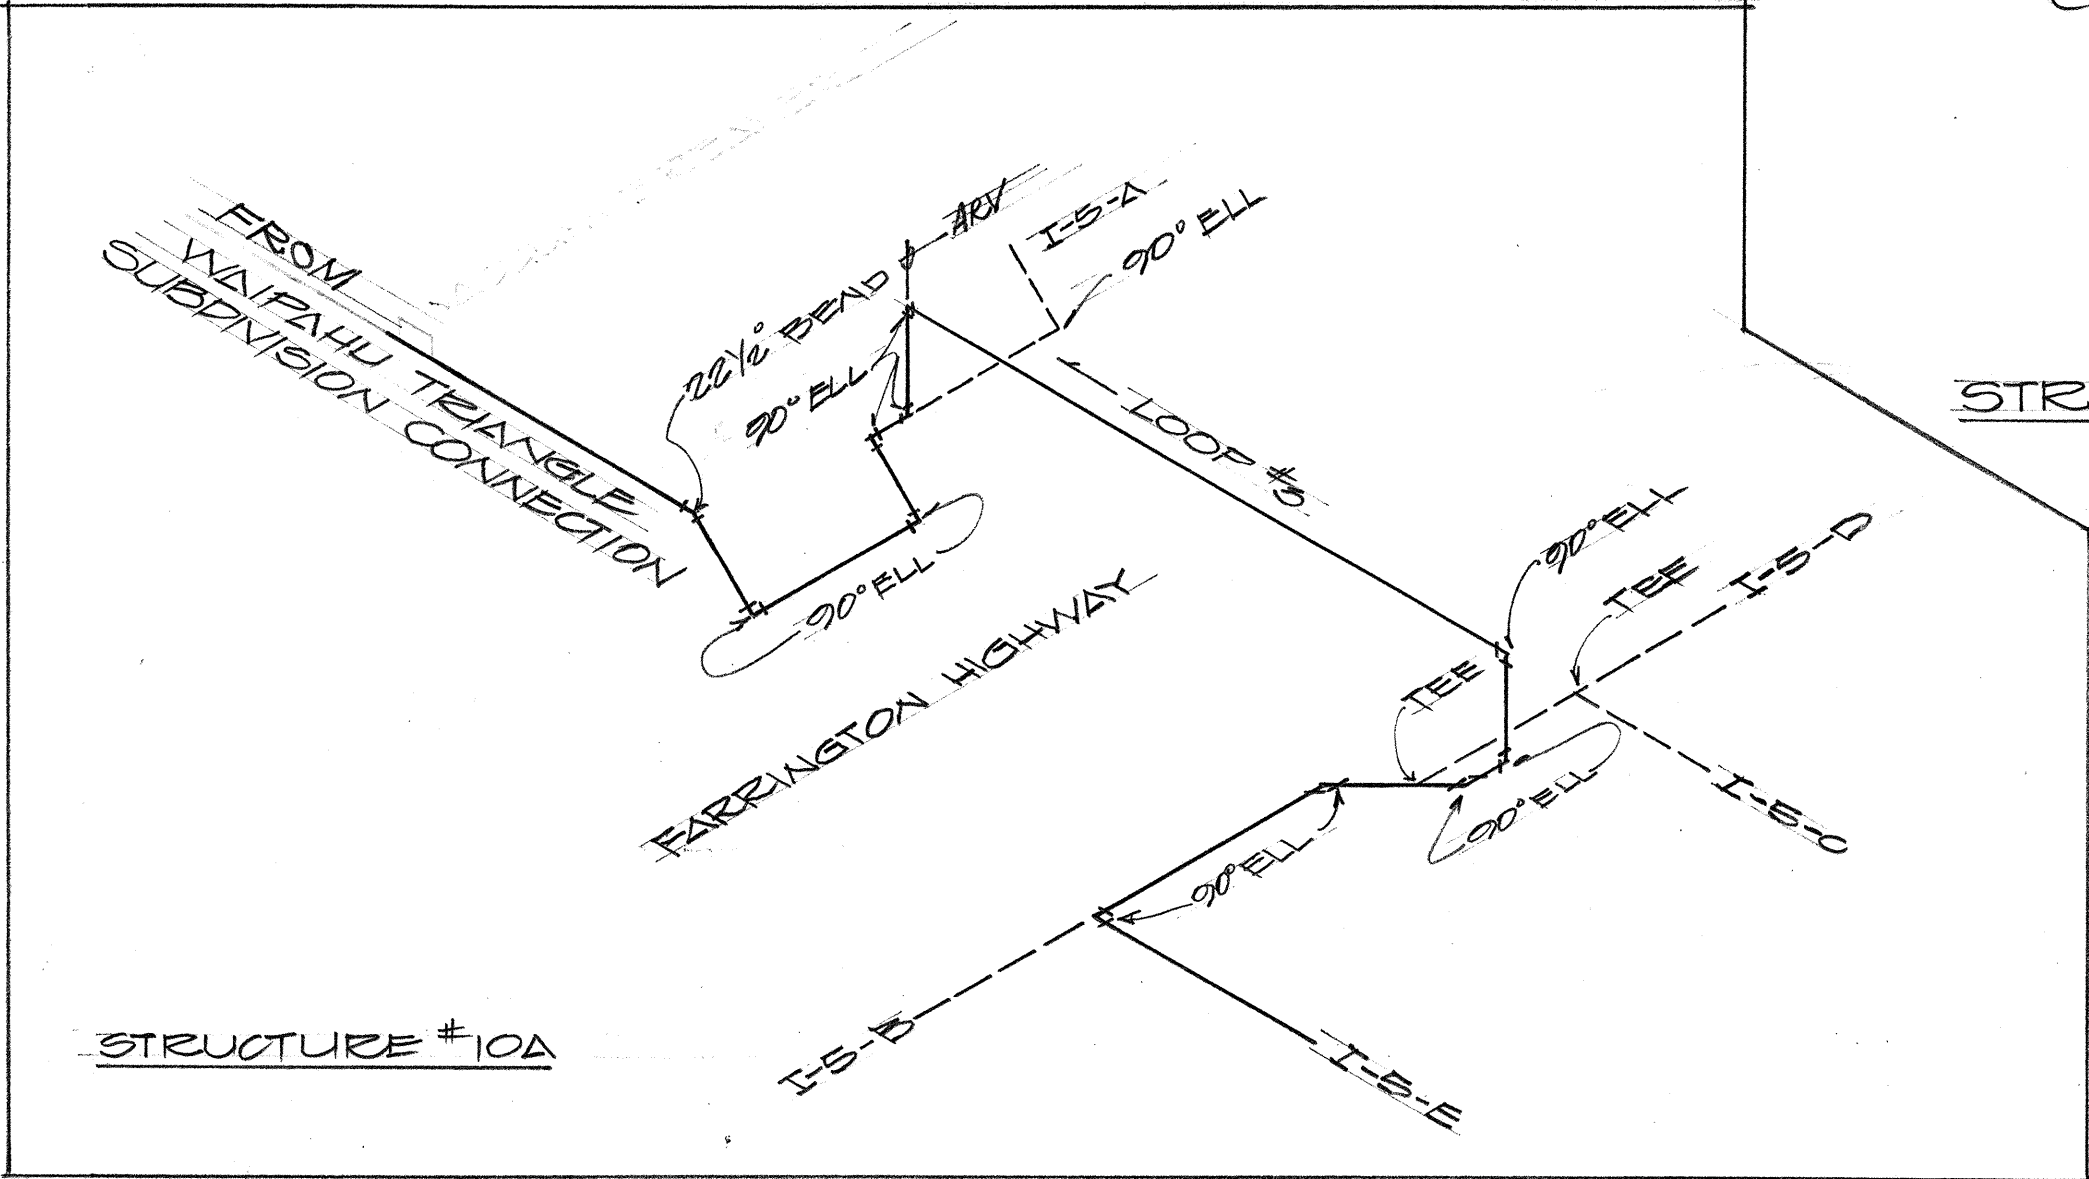 FROM
WAIPAHU TRIANGLE
SUBDIVISION CONNECTION
22½° BEND
ARV
I-5-A
90° ELL
90° ELL
LOOP #3
90° ELL
FARRINGTON HIGHWAY
90° ELL
TEE
I-5-D
TEE
90° ELL
I-5-C
90° ELL
I-5-B
I-5-E
STRUCTURE #10A
STR